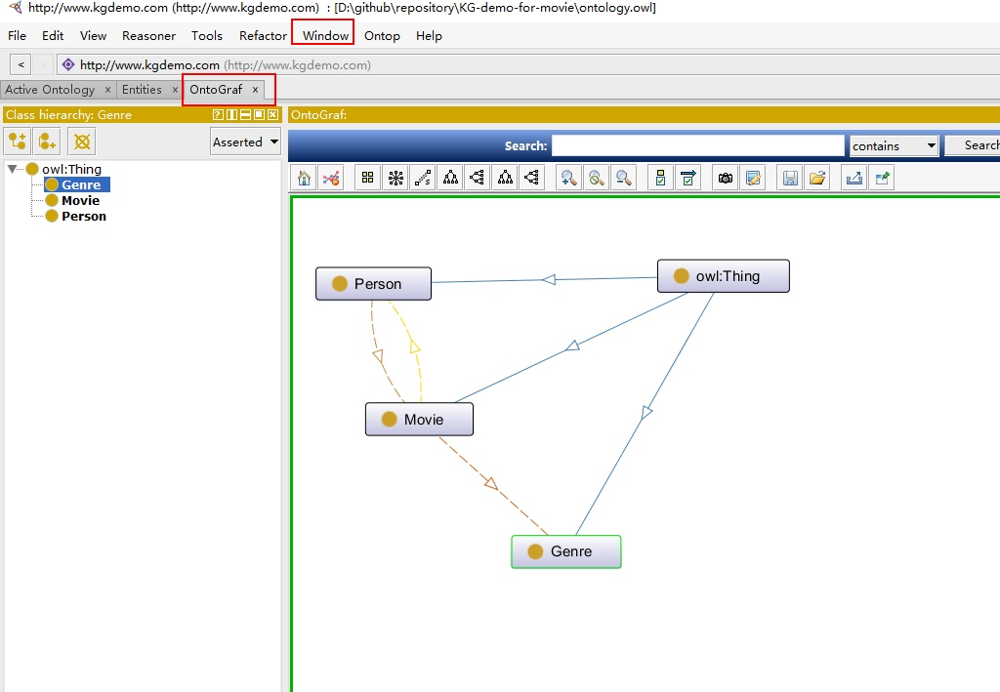 http://www.kgdemo.com (http://www.kgdemo.com) : [D:\github\repository\KG-demo-for-movie\ontology.owl]
File Edit View Reasoner Tools Refactor Window Ontop Help
< > http://www.kgdemo.com (http://www.kgdemo.com)
Active Ontology × Entities × OntoGraf ×
Class hierarchy: Genre
OntoGraf:
Search: contains Search
Asserted
owl:Thing
Genre
Movie
Person
Person
owl:Thing
Movie
Genre